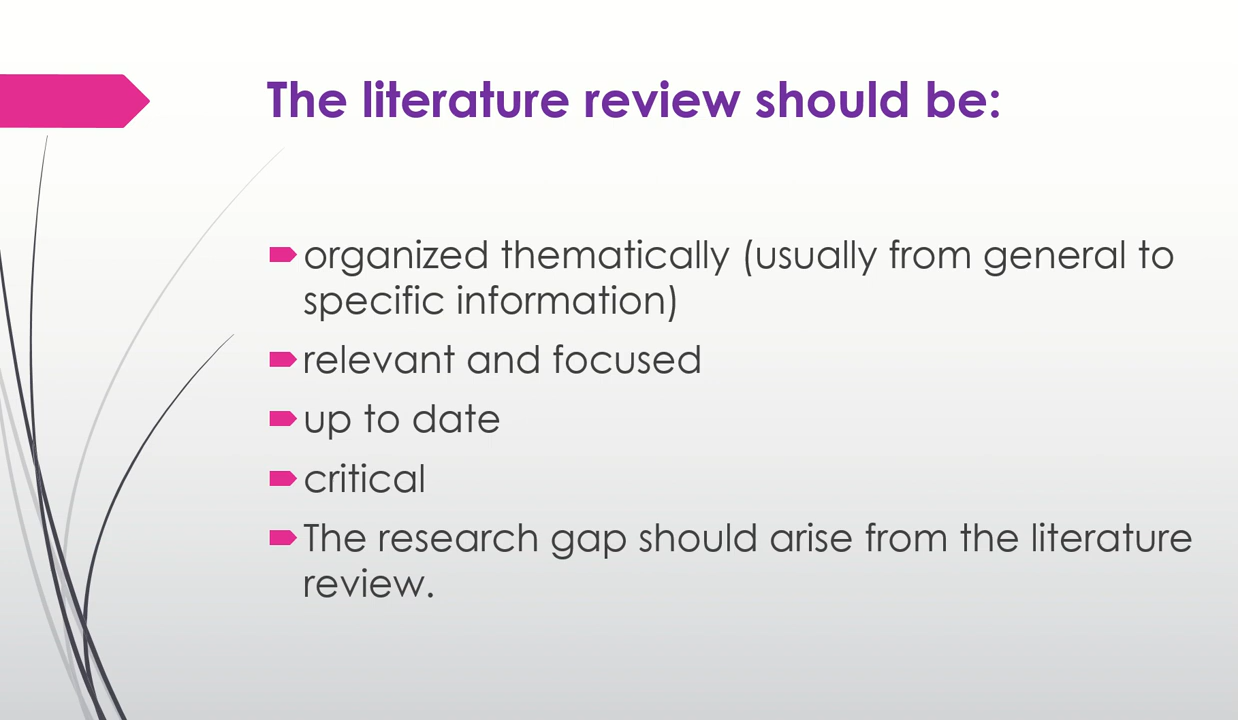 The literature review should be:
organized thematically (usually from general to
specific information)
relevant and focused
up to date
critical
The research gap should arise from the literature
review.